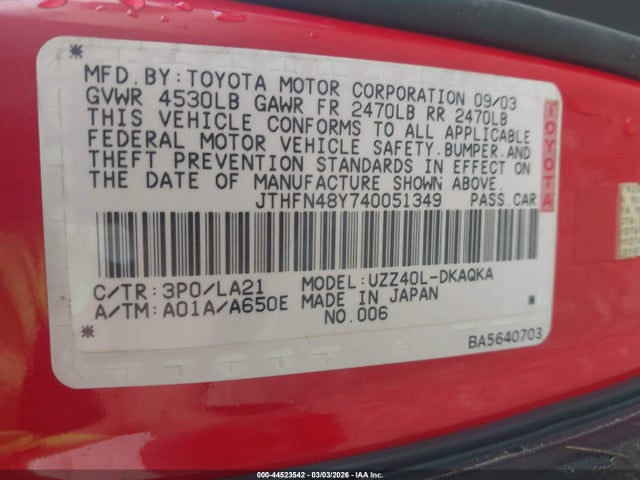 MFD. BY: TOYOTA MOTOR CORPORATION 09/03
GVWR 4530LB GAWR FR 2470LB RR 2470LB
THIS VEHICLE CONFORMS TO ALL APPLICABLE
FEDERAL MOTOR VEHICLE SAFETY, BUMPER, AND
THEFT PREVENTION STANDARDS IN EFFECT ON
THE DATE OF MANUFACTURE SHOWN ABOVE.
JTHFN48Y740051349 PASS. CAR
TOYOTA
C/TR: 3P0/LA21 MODEL: UZZ40L-DKAQKA
A/TM: A01A/A650E MADE IN JAPAN
NO. 006
BA5640703
000-44523542 | 03/03/2026 - IAA Inc.